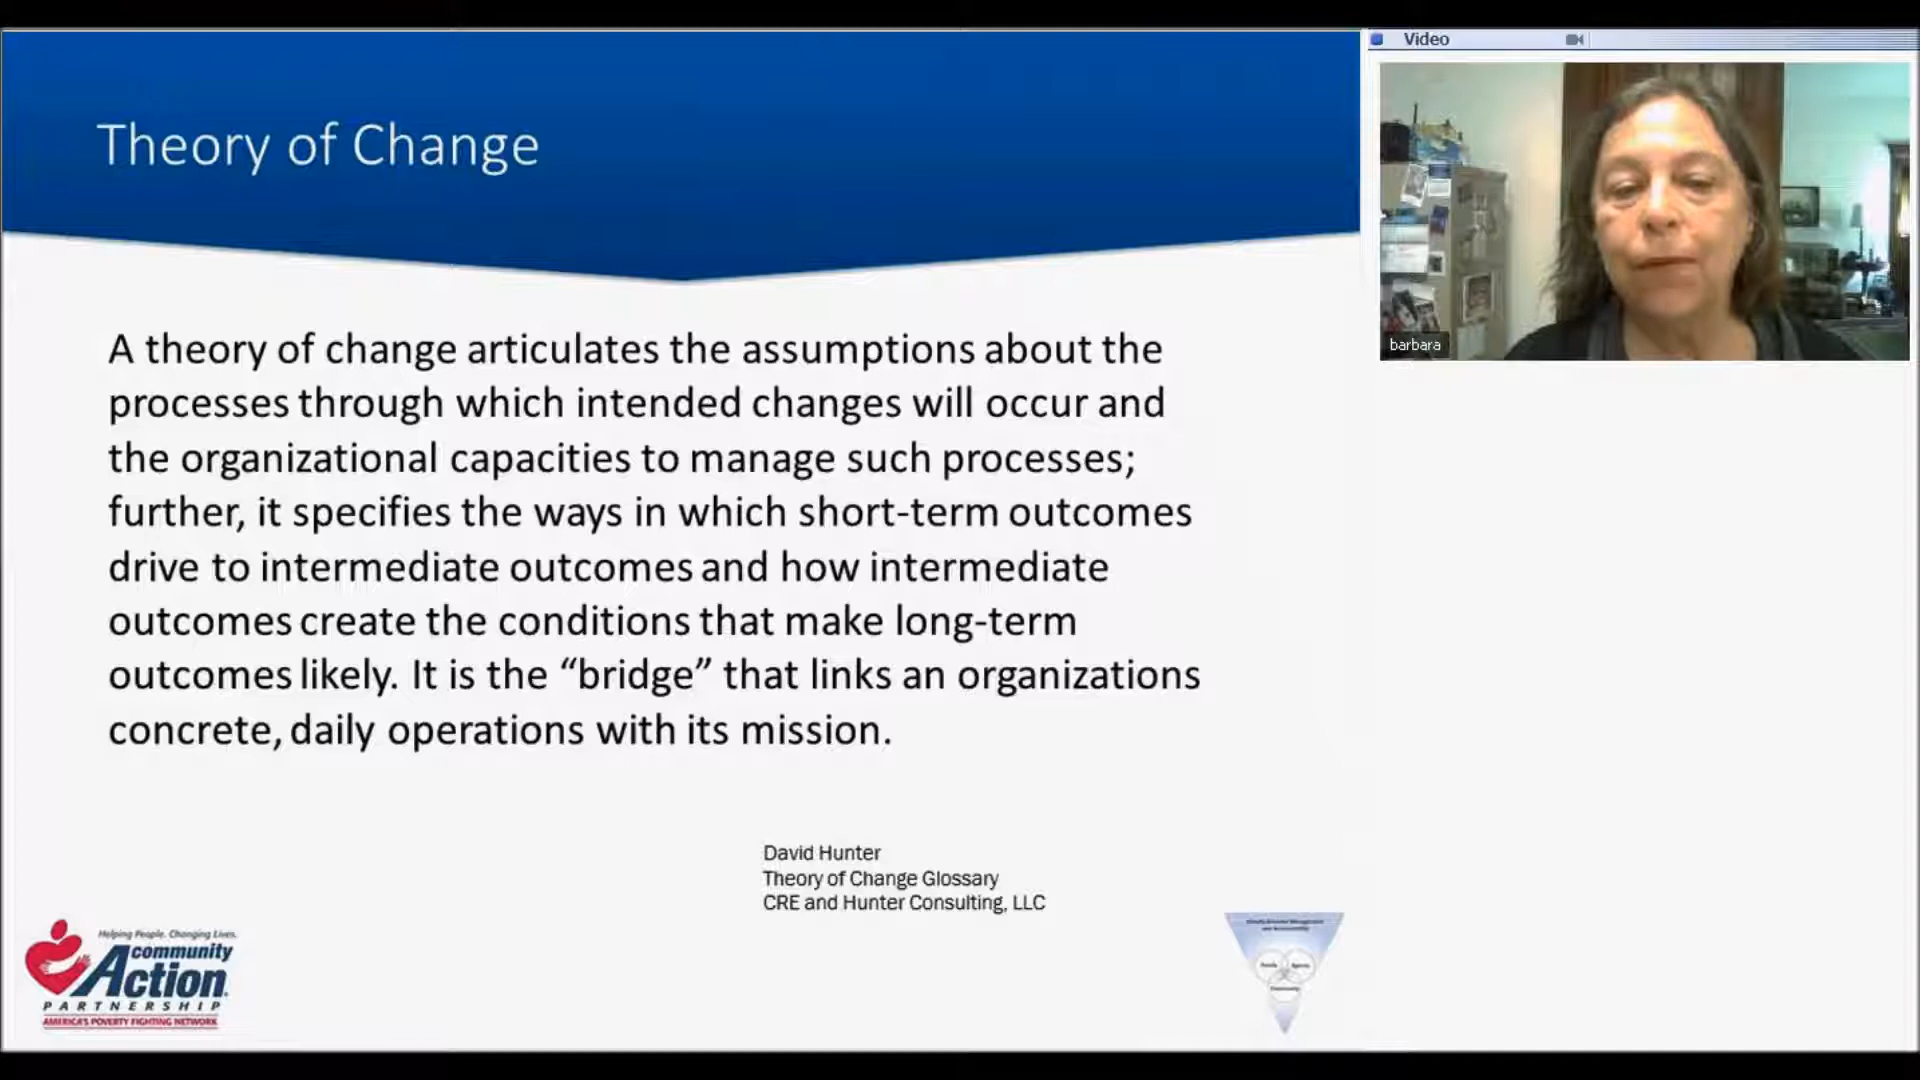 Theory of Change
A theory of change articulates the assumptions about the
processes through which intended changes will occur and
the organizational capacities to manage such processes;
further, it specifies the ways in which short-term outcomes
drive to intermediate outcomes and how intermediate
outcomes create the conditions that make long-term
outcomes likely. It is the “bridge” that links an organizations
concrete, daily operations with its mission.
David Hunter
Theory of Change Glossary
CRE and Hunter Consulting, LLC
Helping People. Changing Lives.
community
Action
PARTNERSHIP
AMERICA'S POVERTY FIGHTING NETWORK
Family Agency
Community
Video
barbara